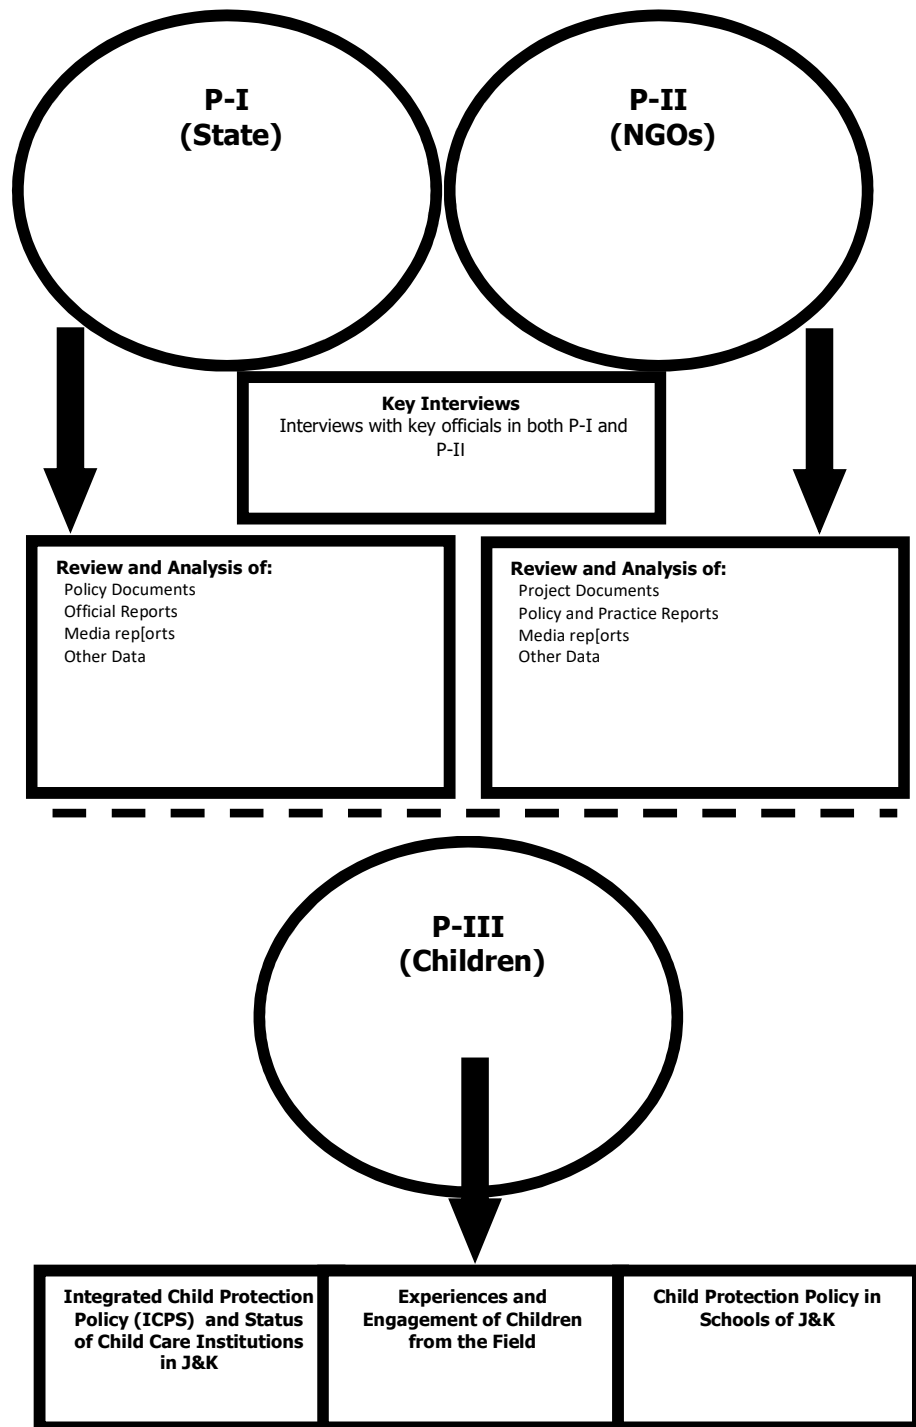 P-I
(State)
P-II
(NGOs)
Key Interviews
Interviews with key officials in both P-I and
P-II
Review and Analysis of:
Policy Documents
Official Reports
Media rep[orts
Other Data
Review and Analysis of:
Project Documents
Policy and Practice Reports
Media rep[orts
Other Data
P-III
(Children)
Integrated Child Protection
Policy (ICPS) and Status
of Child Care Institutions
in J&K
Experiences and
Engagement of Children
from the Field
Child Protection Policy in
Schools of J&K